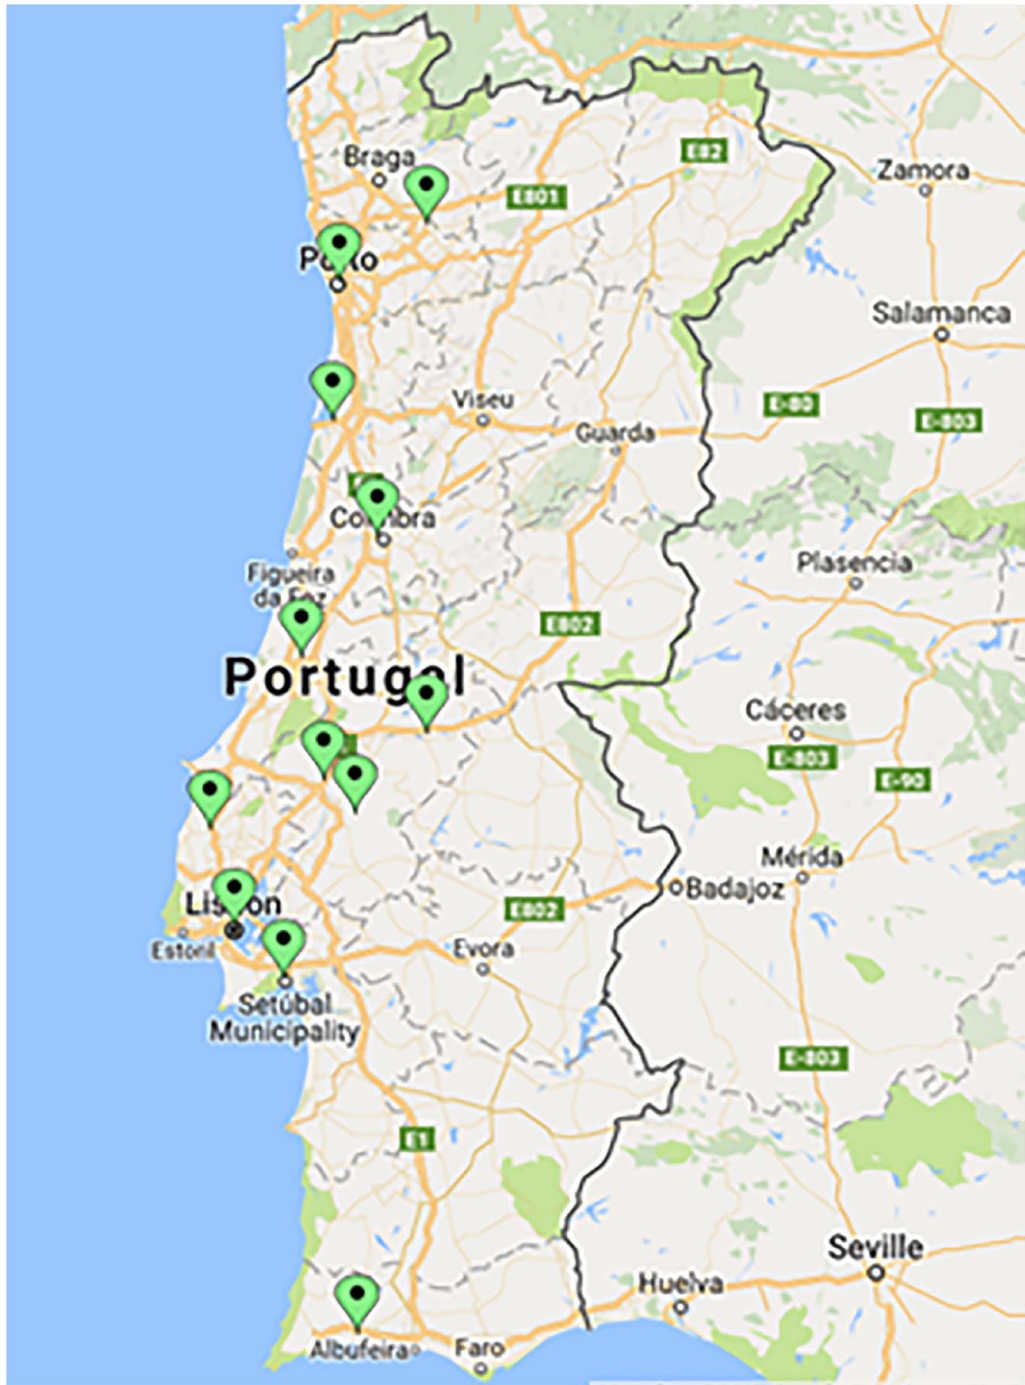 Braga
E82
Zamora
E801
Porto
Salamanca
Viseu
E-80
E-803
Guarda
Coimbra
Plasencia
Figueira
da Foz
E802
Portugal
Cáceres
E-803
E-90
Mérida
Badajoz
Lisbon
E802
Estoril
Evora
Setúbal
Municipality
E-803
E1
Seville
Huelva
Albufeira
Faro